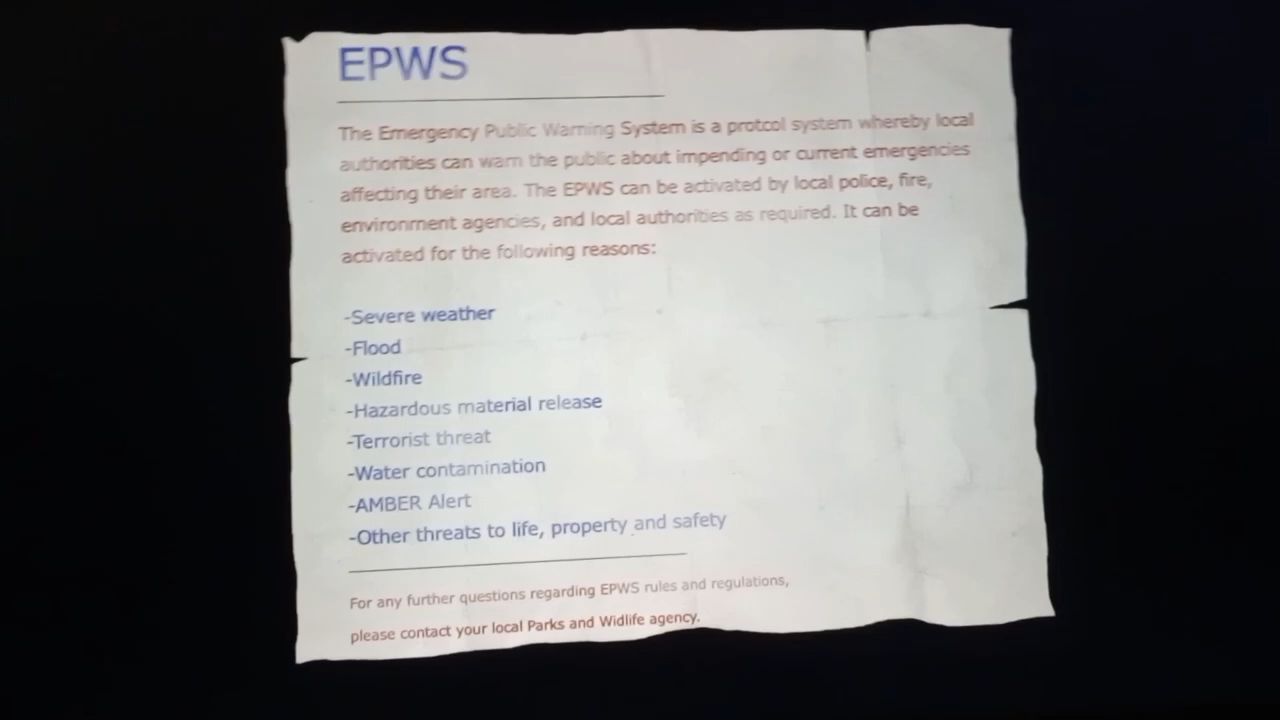 EPWS
The Emergency Public Warning System is a protcol system whereby local
authorities can warn the public about impending or current emergencies
affecting their area. The EPWS can be activated by local police, fire,
environment agencies, and local authorities as required. It can be
activated for the following reasons:
-Severe weather
-Flood
-Wildfire
-Hazardous material release
-Terrorist threat
-Water contamination
-AMBER Alert
-Other threats to life, property and safety
For any further questions regarding EPWS rules and regulations,
please contact your local Parks and Widlife agency.